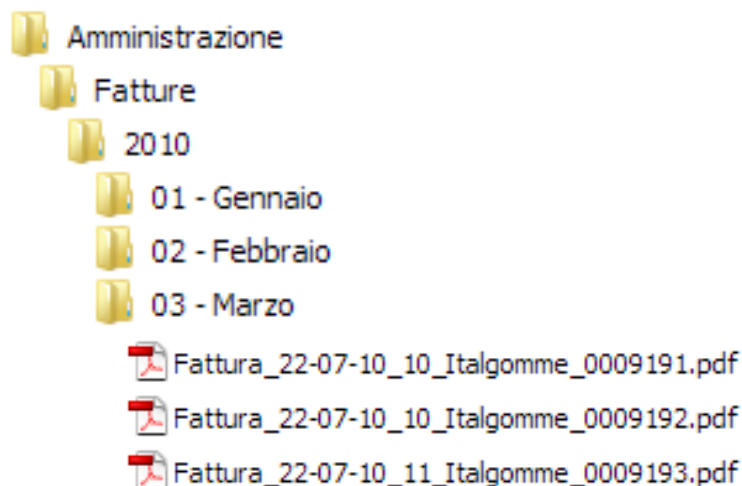 Amministrazione
Fatture
2010
01 - Gennaio
02 - Febbraio
03 - Marzo
Fattura_22-07-10_10_Italgomme_0009191.pdf
Fattura_22-07-10_10_Italgomme_0009192.pdf
Fattura_22-07-10_11_Italgomme_0009193.pdf